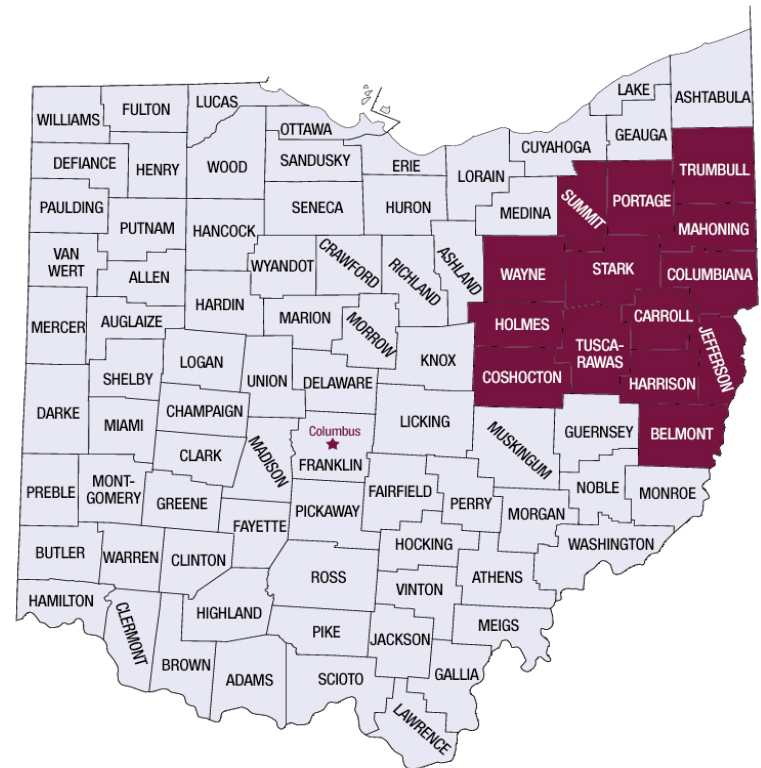 LAKE
ASHTABULA
WILLIAMS
FULTON
LUCAS
OTTAWA
CUYAHOGA
GEAUGA
DEFIANCE
HENRY
WOOD
SANDUSKY
ERIE
LORAIN
TRUMBULL
PAULDING
PUTNAM
HANCOCK
SENECA
HURON
MEDINA
SUMMIT
PORTAGE
MAHONING
VAN
WERT
ALLEN
WYANDOT
CRAWFORD
RICHLAND
ASHLAND
WAYNE
STARK
COLUMBIANA
MERCER
AUGLAIZE
HARDIN
MARION
MORROW
HOLMES
CARROLL
JEFFERSON
SHELBY
LOGAN
UNION
DELAWARE
KNOX
COSHOCTON
TUSCA-
RAWAS
HARRISON
DARKE
MIAMI
CHAMPAIGN
LICKING
MUSKINGUM
GUERNSEY
BELMONT
CLARK
MADISON
Columbus
FRANKLIN
PREBLE
MONT-
GOMERY
GREENE
FAYETTE
PICKAWAY
FAIRFIELD
PERRY
MORGAN
NOBLE
MONROE
BUTLER
WARREN
CLINTON
ROSS
HOCKING
ATHENS
WASHINGTON
HAMILTON
CLERMONT
HIGHLAND
VINTON
BROWN
ADAMS
PIKE
SCIOTO
JACKSON
MEIGS
GALLIA
LAWRENCE